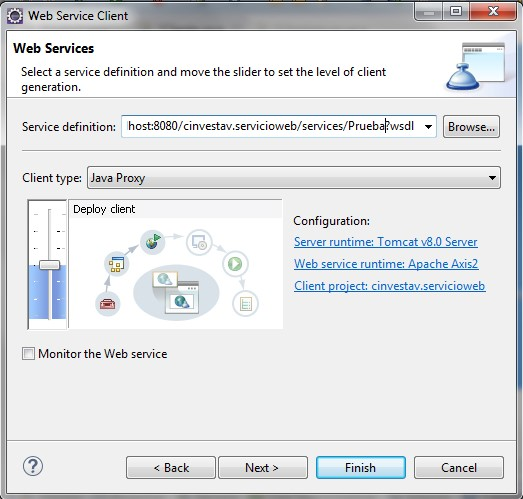 Web Service Client
Web Services
Select a service definition and move the slider to set the level of client
generation.
Service definition: host:8080/cinvestav.servicioweb/services/Prueba?wsdl Browse...
Client type: Java Proxy
Deploy client
Configuration:
Server runtime: Tomcat v8.0 Server
Web service runtime: Apache Axis2
Client project: cinvestav.servicioweb
Monitor the Web service
? < Back Next > Finish Cancel